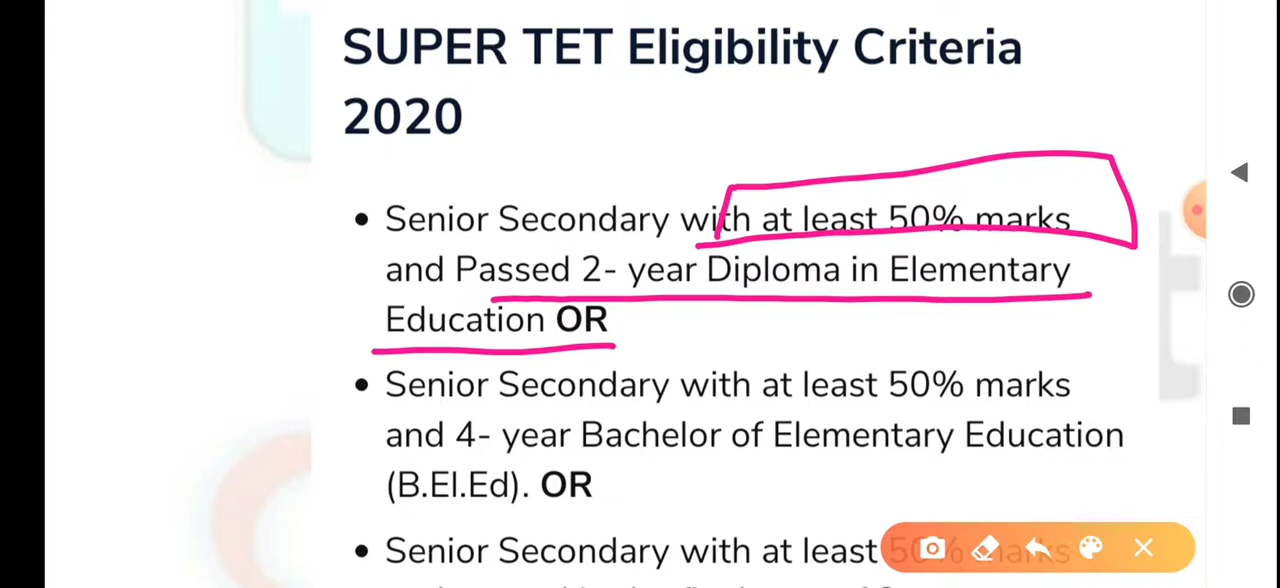 SUPER TET Eligibility Criteria
2020
• Senior Secondary with at least 50% marks
and Passed 2- year Diploma in Elementary
Education OR
• Senior Secondary with at least 50% marks
and 4- year Bachelor of Elementary Education
(B.El.Ed). OR
• Senior Secondary with at least 50% marks